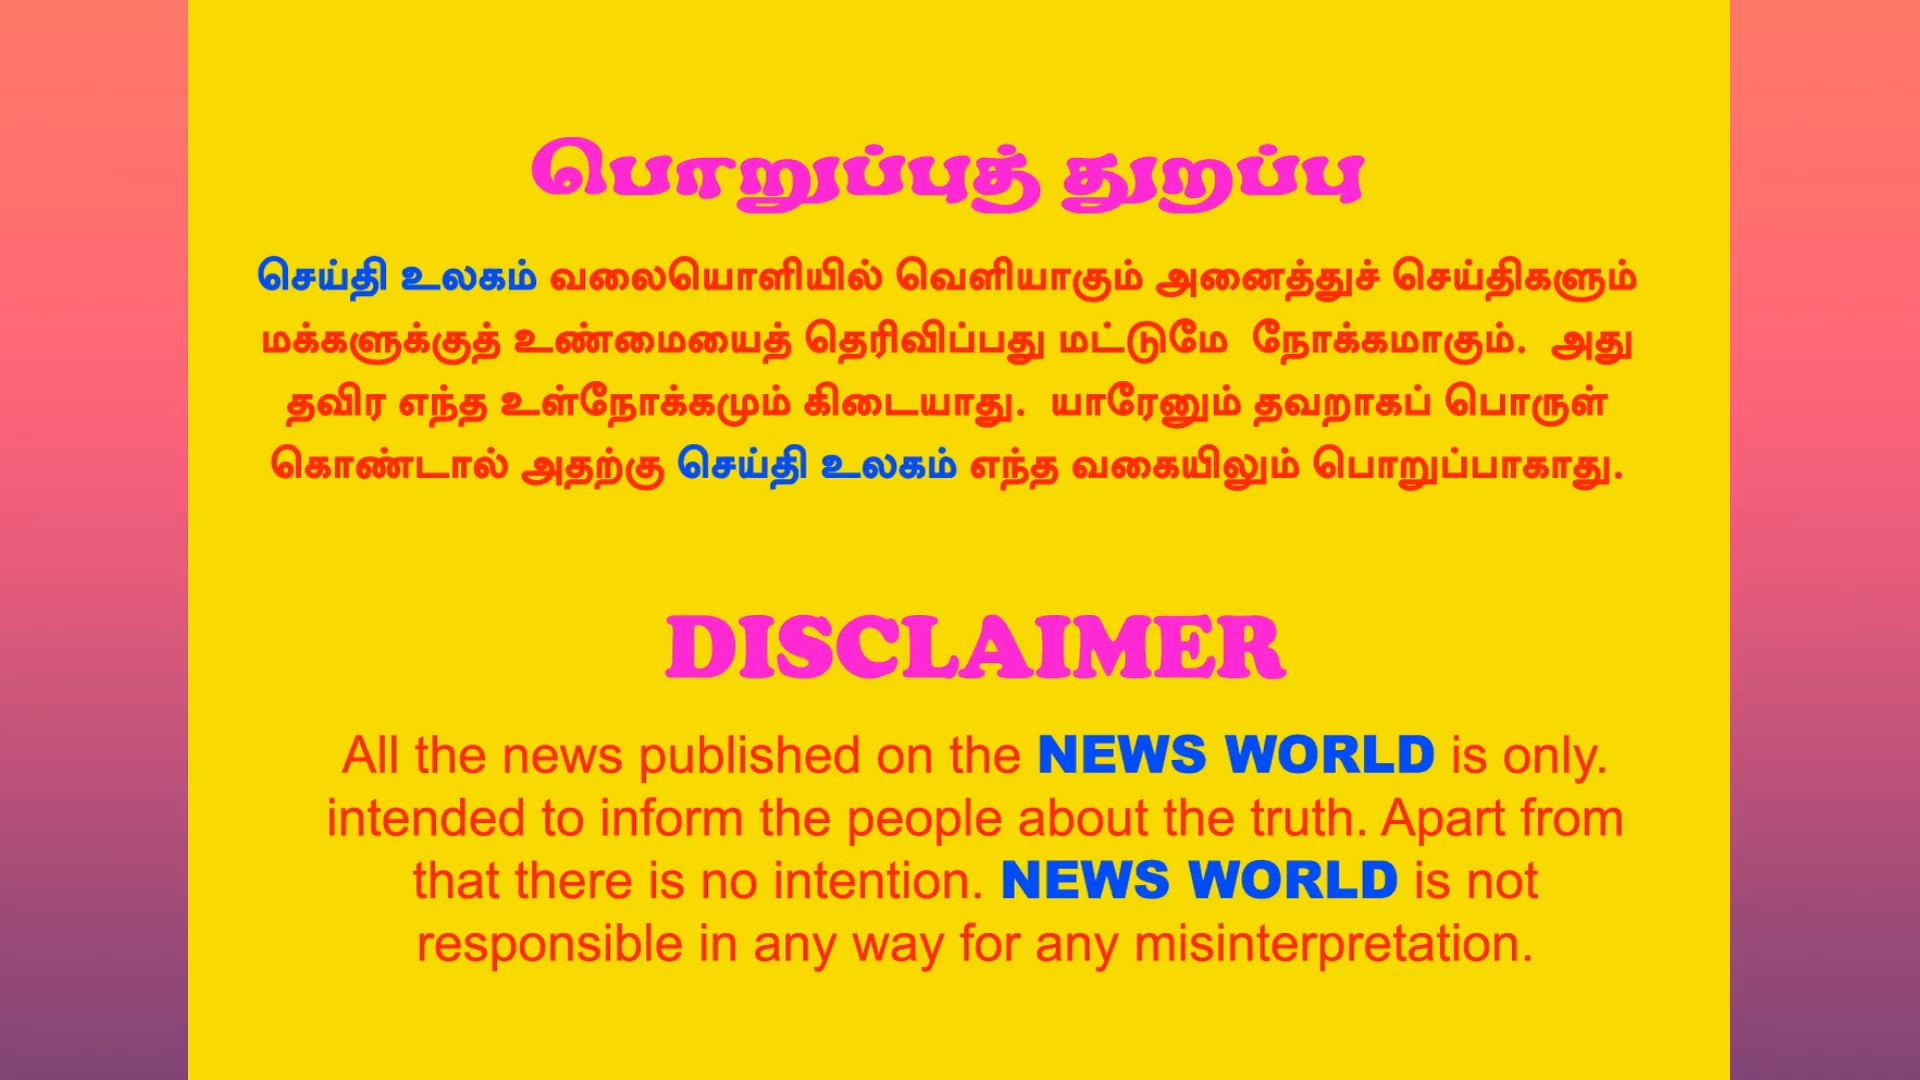 பொறுப்புத் துறப்பு
செய்தி உலகம் வலையொளியில் வெளியாகும் அனைத்துச் செய்திகளும்
மக்களுக்குத் உண்மையைத் தெரிவிப்பது மட்டுமே நோக்கமாகும். அது
தவிர எந்த உள்நோக்கமும் கிடையாது. யாரேனும் தவறாகப் பொருள்
கொண்டால் அதற்கு செய்தி உலகம் எந்த வகையிலும் பொறுப்பாகாது.
DISCLAIMER
All the news published on the NEWS WORLD is only.
intended to inform the people about the truth. Apart from
that there is no intention. NEWS WORLD is not
responsible in any way for any misinterpretation.